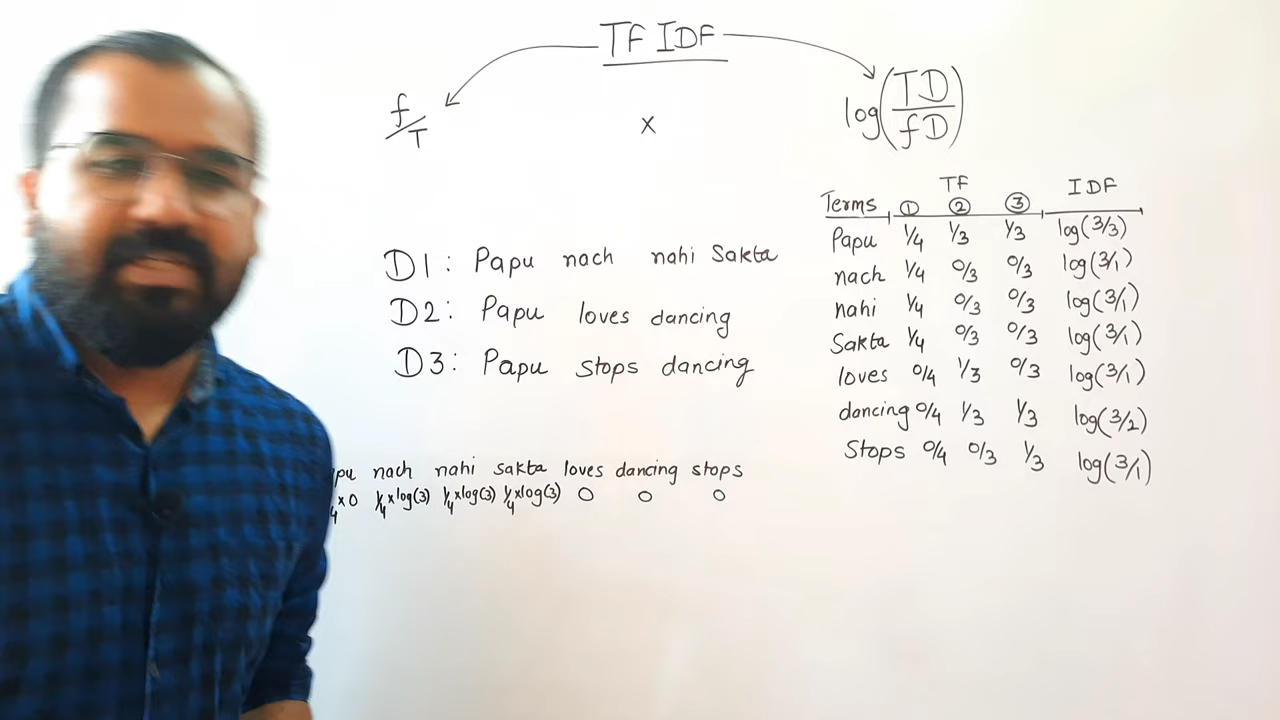 TF IDF
f/T × log(TD/fD)
TF IDF
Terms ① ② ③
Papu 1/4 1/3 1/3 log(3/3)
nach 1/4 0/3 0/3 log(3/1)
nahi 1/4 0/3 0/3 log(3/1)
Sakta 1/4 0/3 0/3 log(3/1)
loves 0/4 1/3 0/3 log(3/1)
dancing 0/4 1/3 1/3 log(3/2)
Stops 0/4 0/3 1/3 log(3/1)
D1: Papu nach nahi Sakta
D2: Papu loves dancing
D3: Papu stops dancing
pu nach nahi sakta loves dancing stops
4 × 0 1/4 × log(3) 1/4 × log(3) 1/4 × log(3) 0 0 0